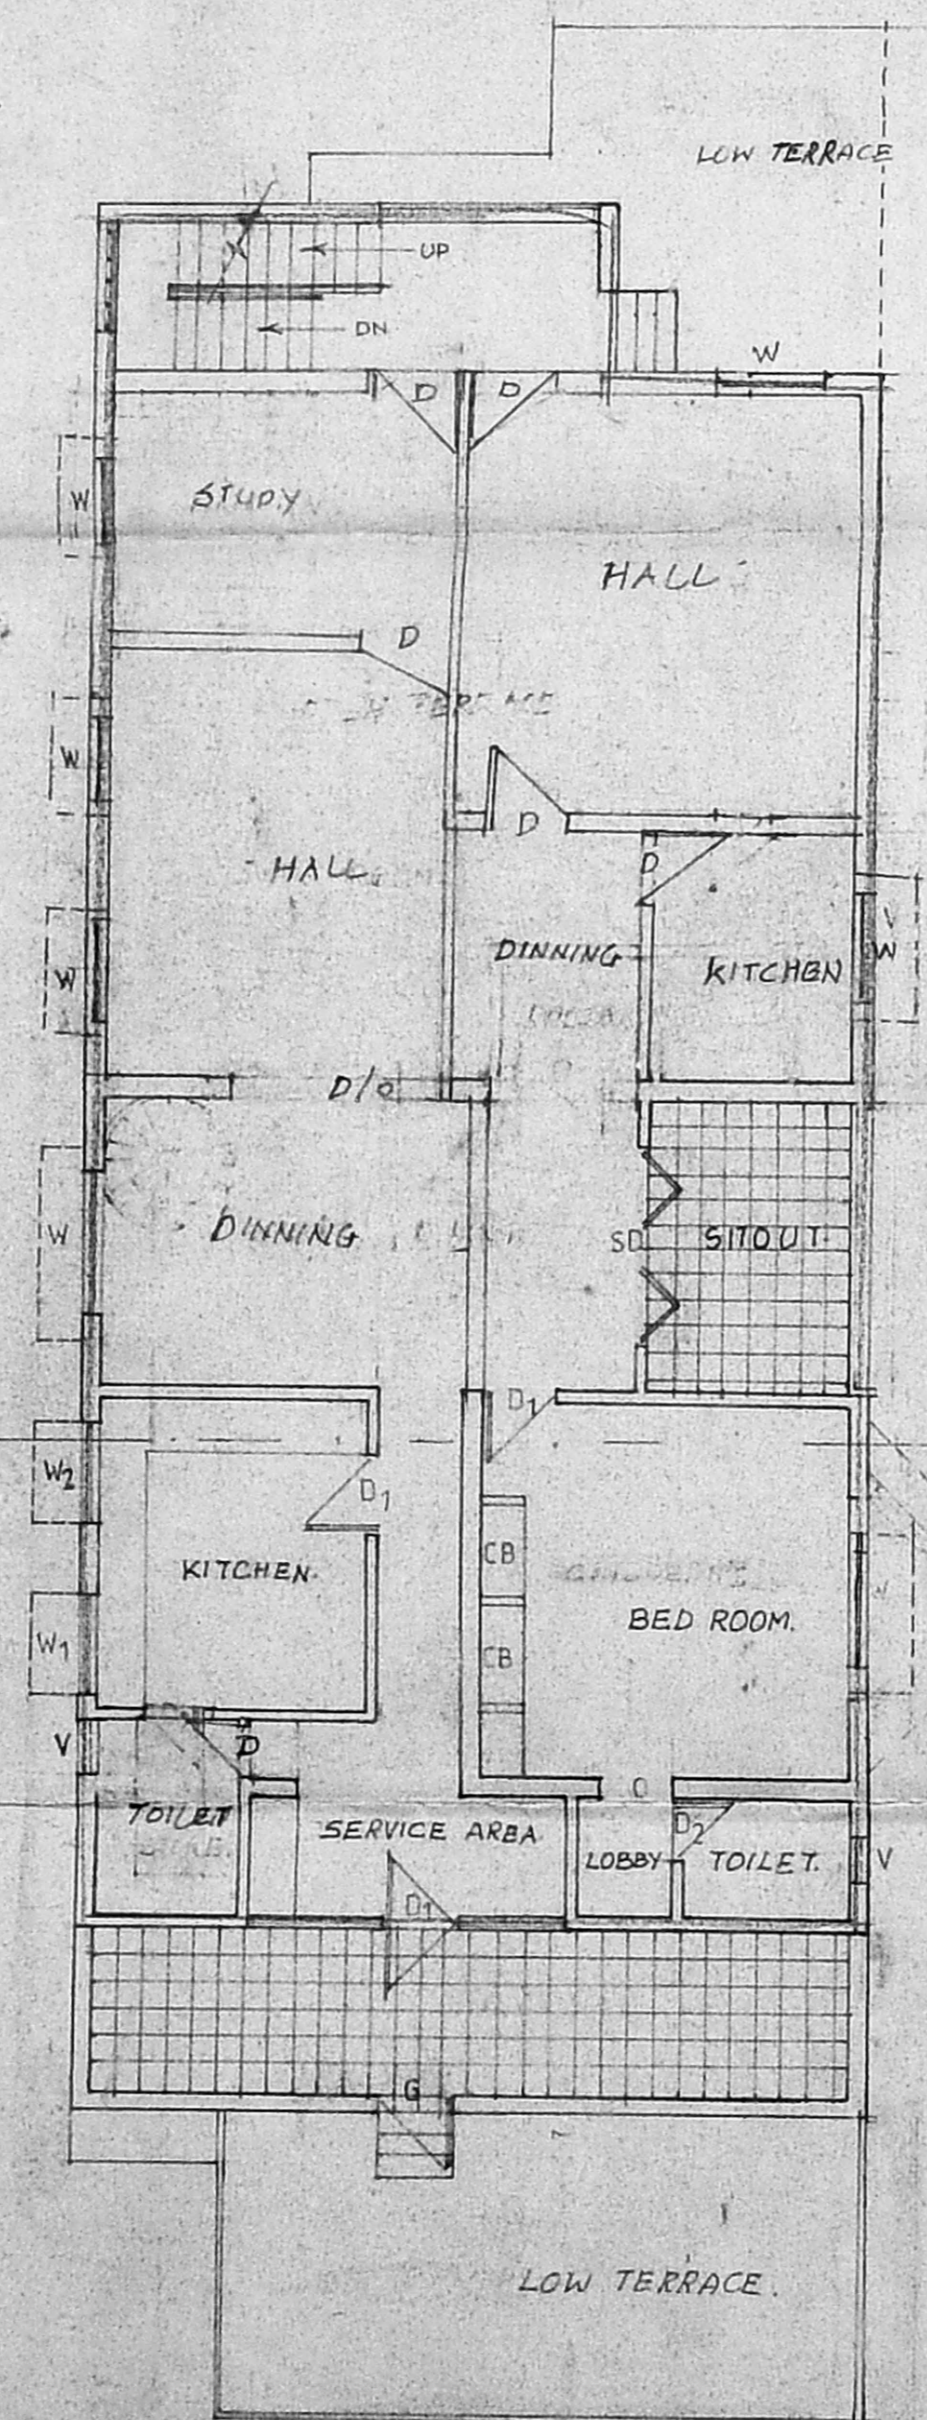 LOW TERRACE
UP
DN
W
D
D
W
STUDY
HALL
D
W
HALL
D
D
W
DINNING
KITCHEN
W
D/O
W
DINNING
SD
SITOUT
D1
W2
D1
CB
KITCHEN
BED ROOM.
W1
CB
V
D
O
TOILET
SERVICE AREA
D2
LOBBY
TOILET.
V
D1
G
LOW TERRACE.